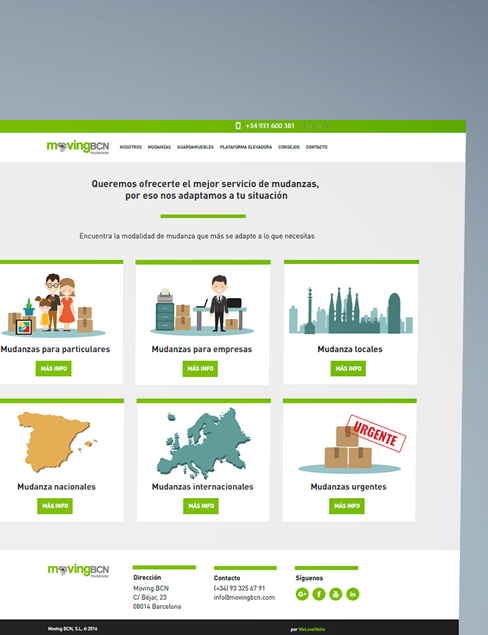 +34 931 600 381
movingBCN
mudanzas
NOSOTROS MUDANZAS GUARDAMUEBLES PLATAFORMA ELEVADORA CONSEJOS CONTACTO
Queremos ofrecerte el mejor servicio de mudanzas,
por eso nos adaptamos a tu situación
Encuentra la modalidad de mudanza que más se adapte a lo que necesitas
Mudanzas para particulares
MÁS INFO
Mudanzas para empresas
MÁS INFO
Mudanza locales
MÁS INFO
Mudanza nacionales
MÁS INFO
Mudanzas internacionales
MÁS INFO
URGENTE
Mudanzas urgentes
MÁS INFO
movingBCN
mudanzas
Dirección
Moving BCN
C/ Béjar, 23
08014 Barcelona
Contacto
(+34) 93 325 67 91
info@movingbcn.com
Síguenos
G+ f in
Moving BCN, S.L. © 2016
por WeLoveWebs